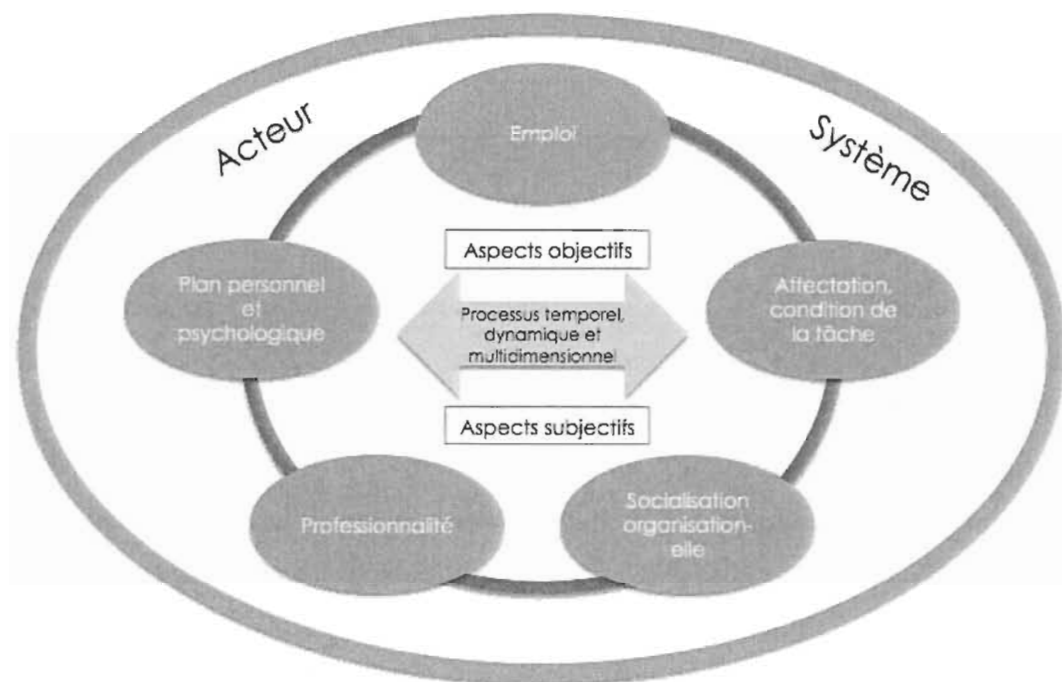 Acteur
Système
Emploi
Aspects objectifs
Plan personnel
et
psychologique
Processus temporel,
dynamique et
multidimensionnel
Affectation,
condition de
la tâche
Aspects subjectifs
Professionnalité
Socialisation
organisation-
elle